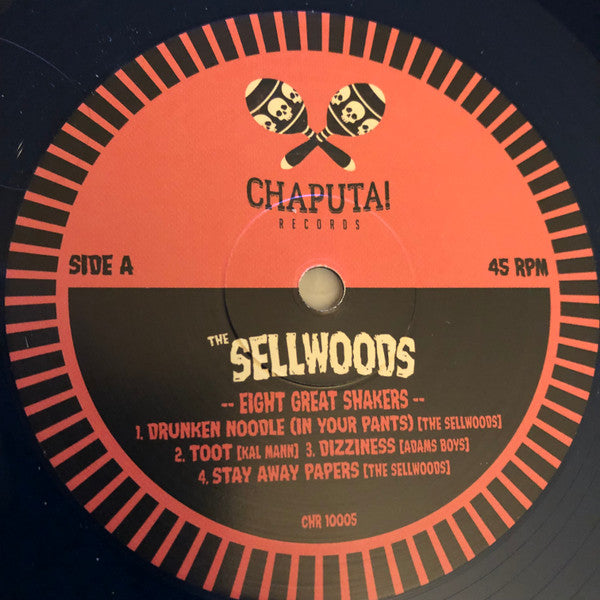 CHAPUTA!
RECORDS
SIDE A
45 RPM
THE SELLWOODS
-- EIGHT GREAT SHAKERS --
1. DRUNKEN NOODLE (IN YOUR PANTS) [THE SELLWOODS]
2. TOOT [KAL MANN] 3. DIZZINESS [ADAMS BOYS]
4. STAY AWAY PAPERS [THE SELLWOODS]
CHR 10005